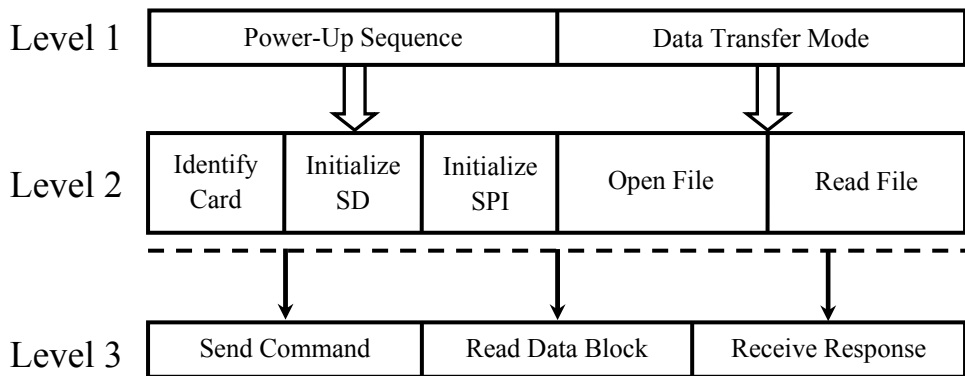 Level 1
Power-Up Sequence
Data Transfer Mode
Level 2
Identify
Card
Initialize
SD
Initialize
SPI
Open File
Read File
Level 3
Send Command
Read Data Block
Receive Response